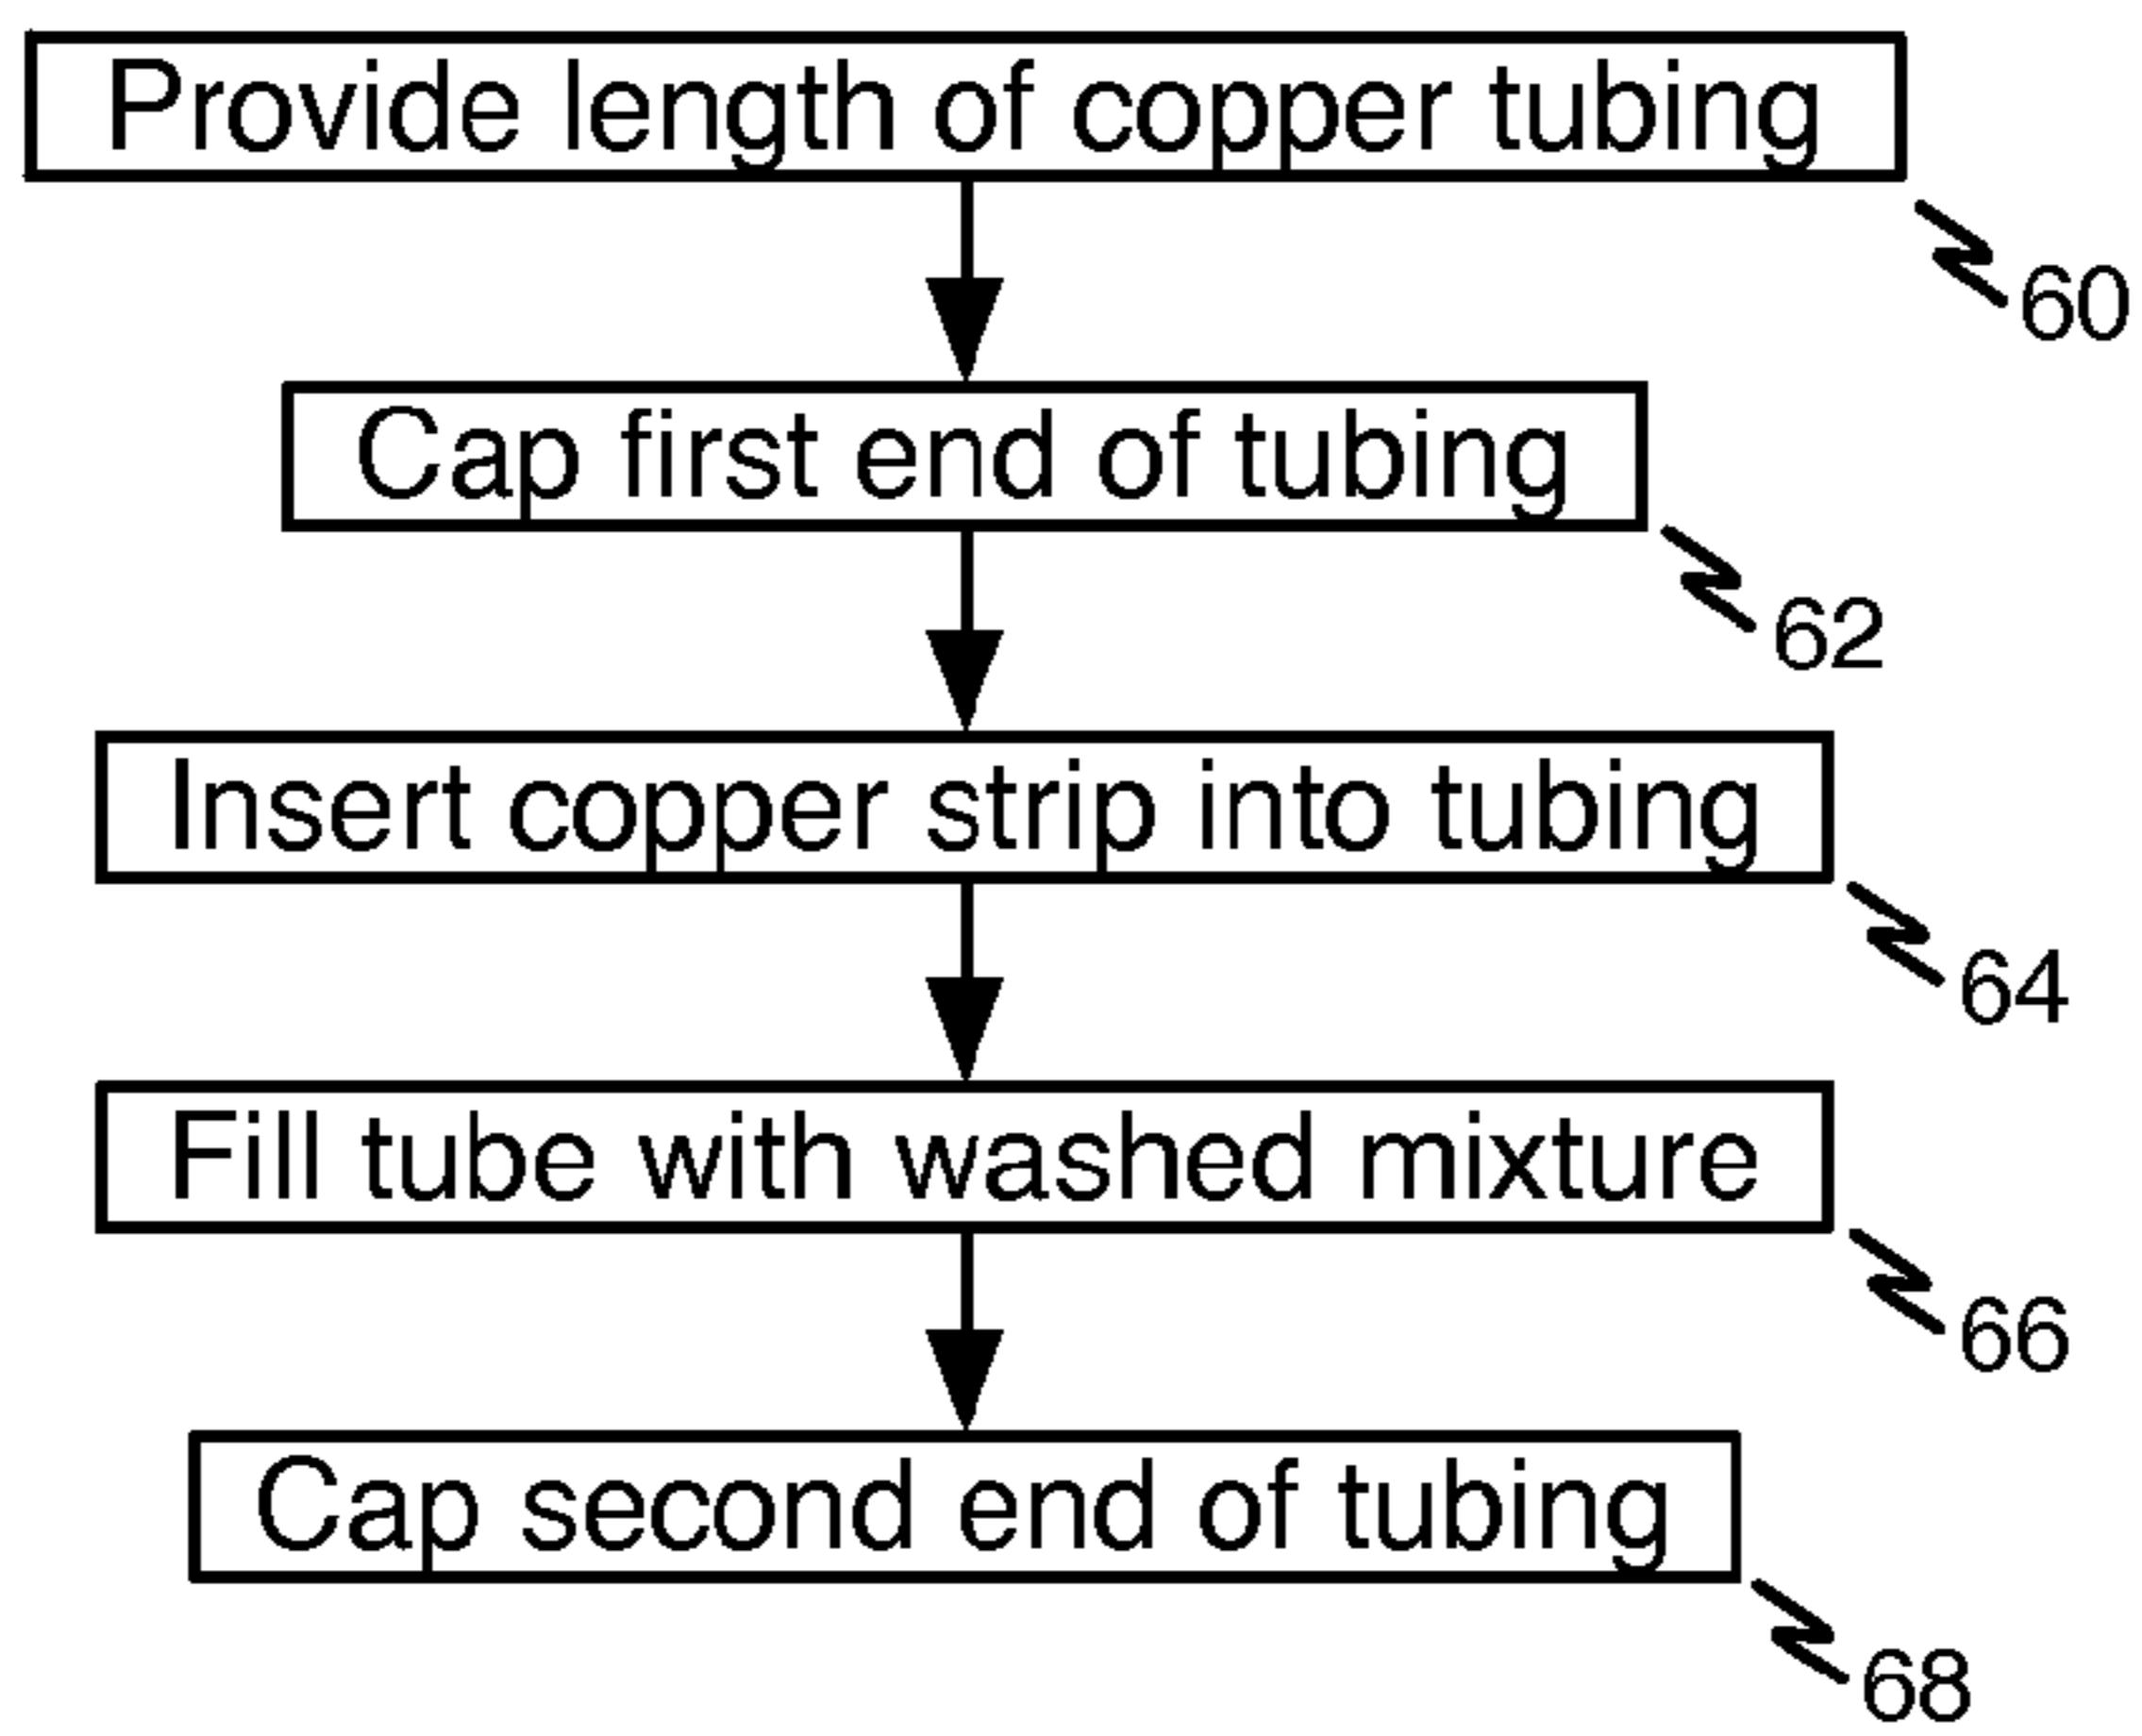 Provide length of copper tubing
60
Cap first end of tubing
62
Insert copper strip into tubing
64
Fill tube with washed mixture
66
Cap second end of tubing
68